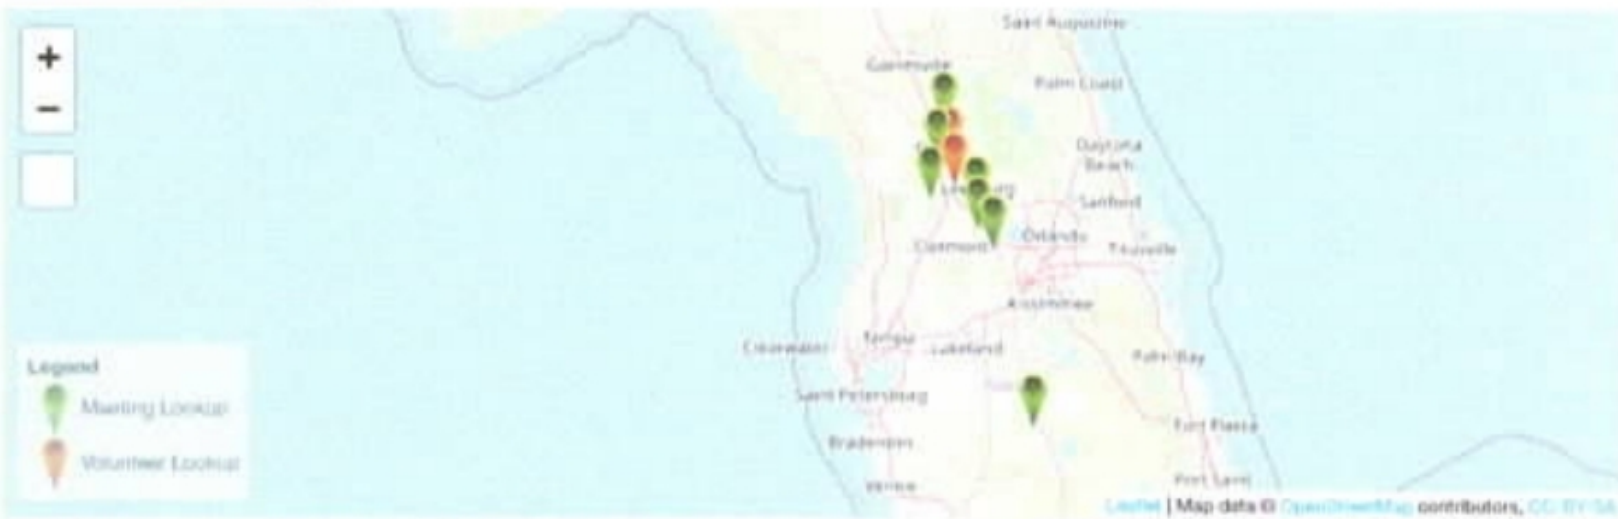 +
−
Saint Augustine
Gainesville
Palm Coast
Daytona
Beach
Sanford
Orlando
Clermont
Titusville
Kissimmee
Clearwater
Tampa
Lakeland
Palm Bay
Saint Petersburg
Fort Pierce
Bradenton
Venice
Port Saint
Legend
Meeting Lookup
Volunteer Lookup
Leaflet | Map data © OpenStreetMap contributors, CC-BY-SA